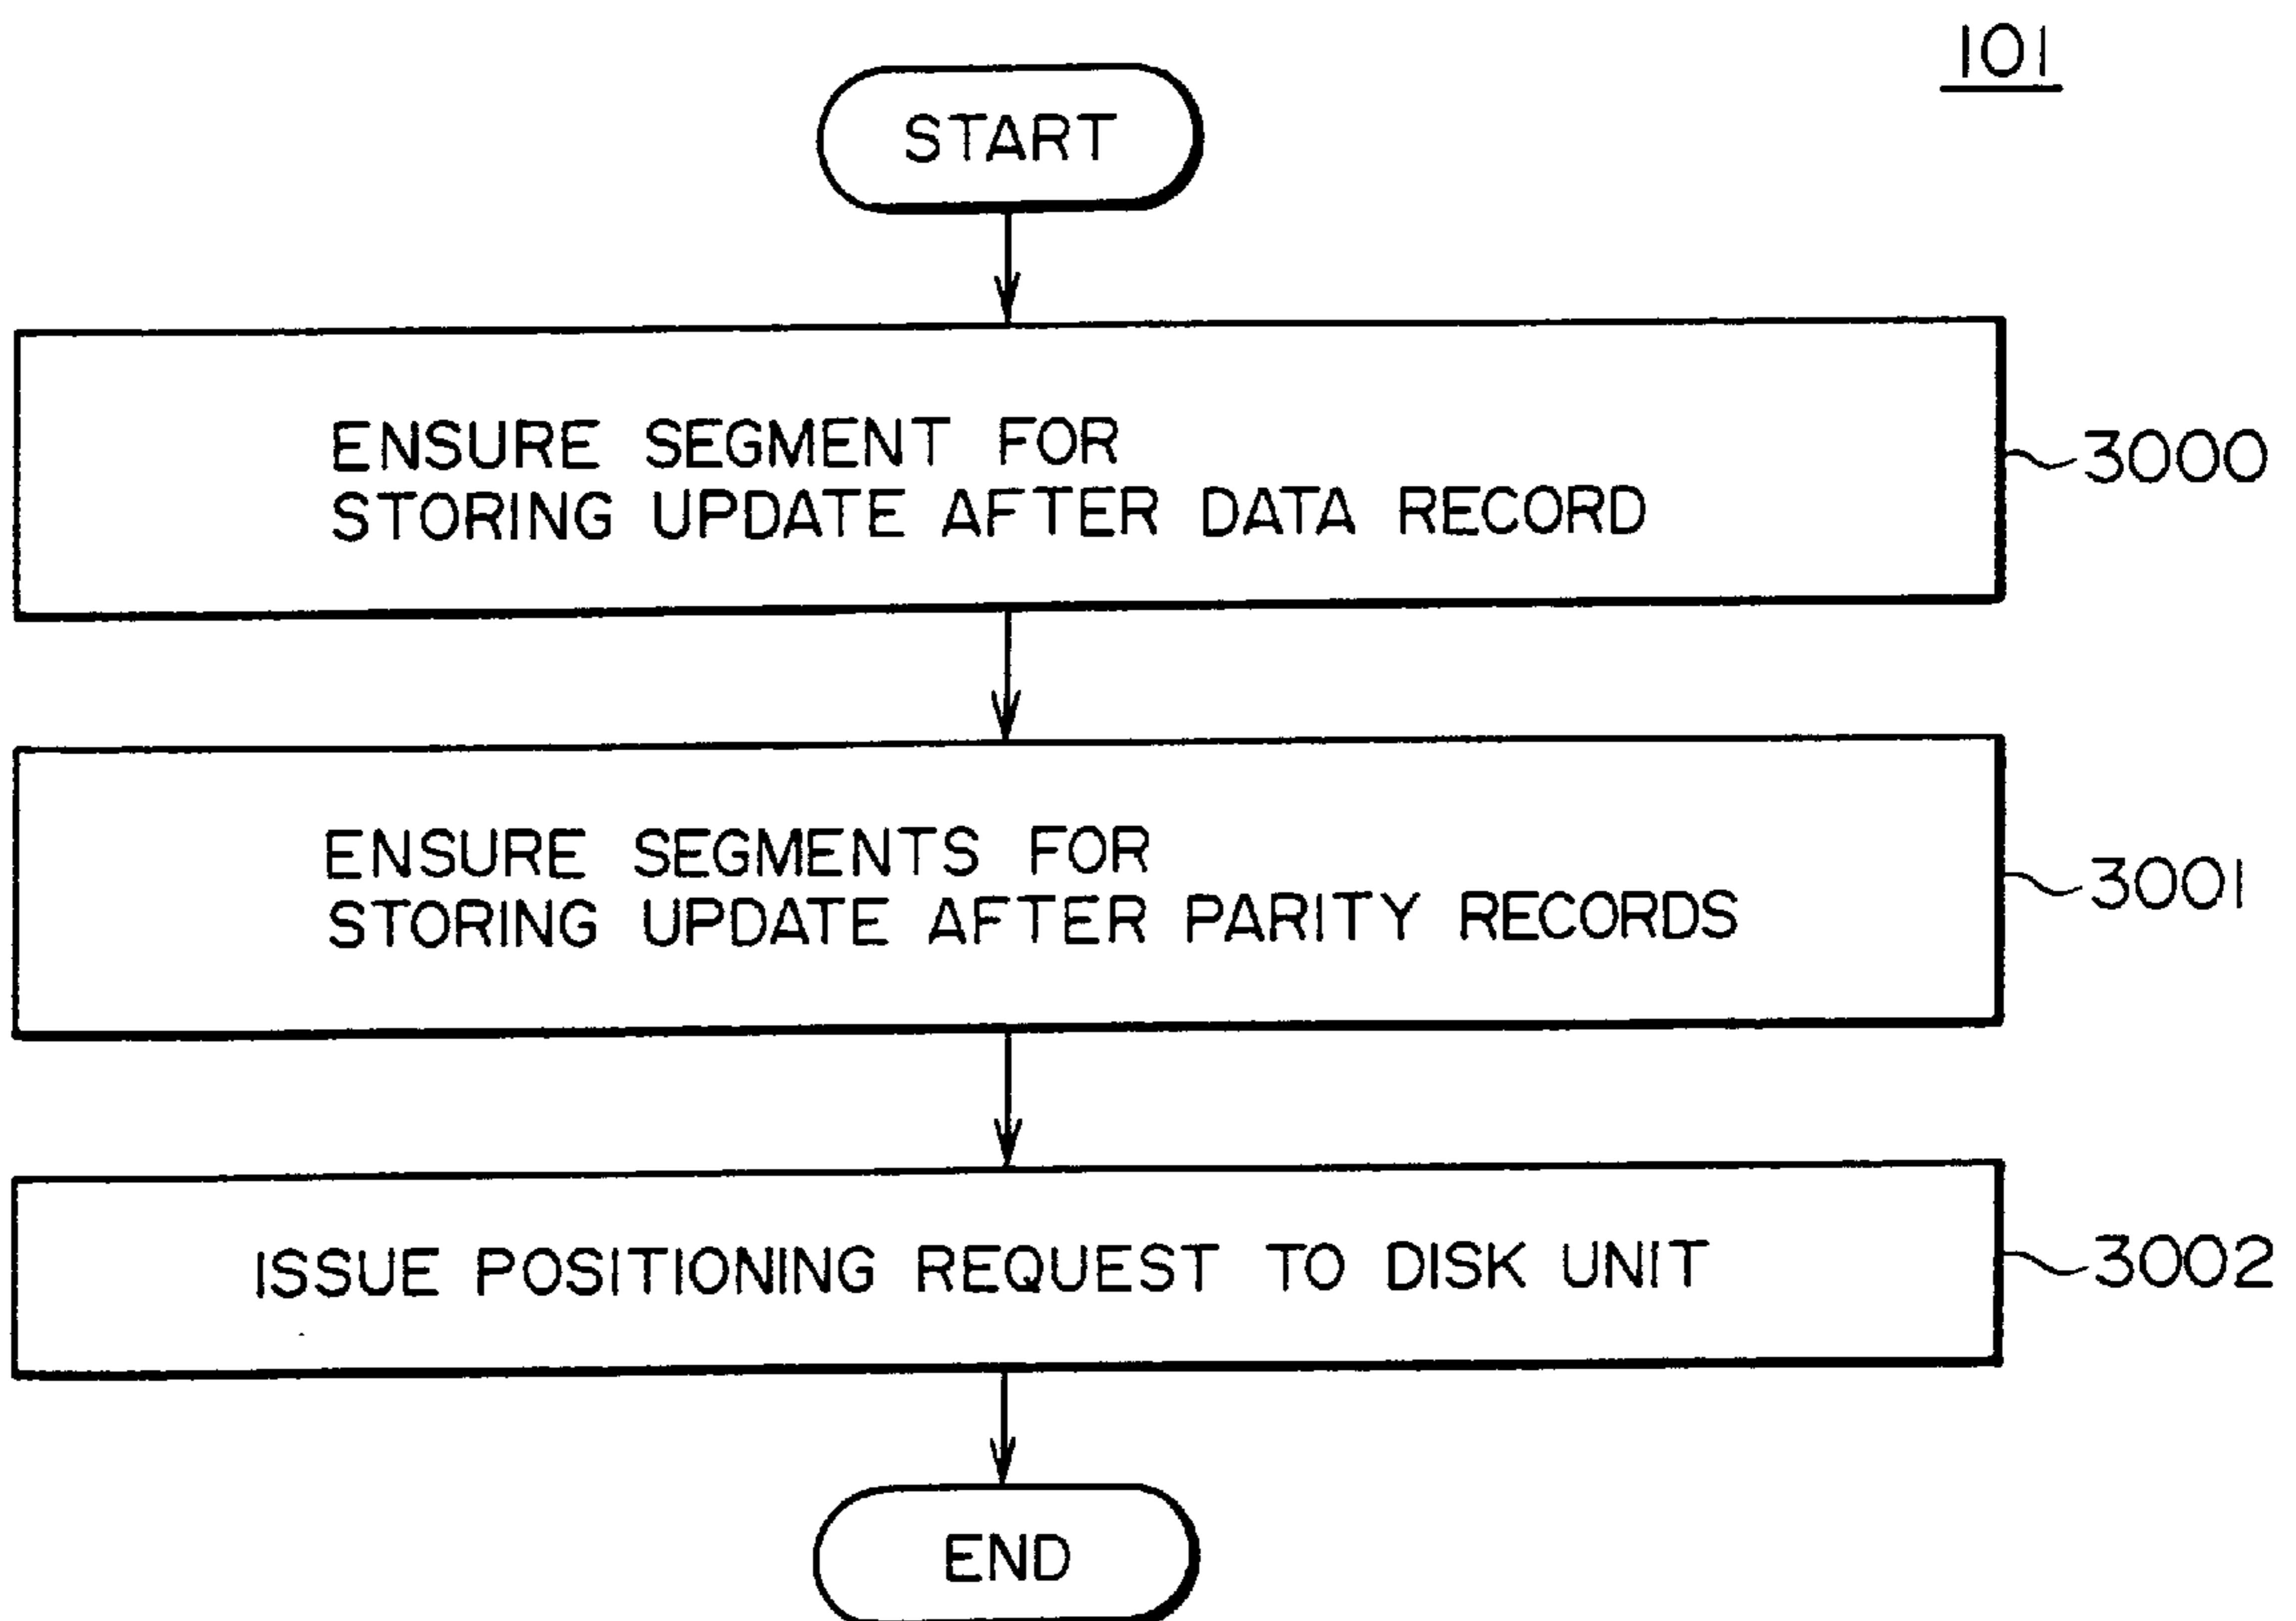 101
START
ENSURE SEGMENT FOR
STORING UPDATE AFTER DATA RECORD
3000
ENSURE SEGMENTS FOR
STORING UPDATE AFTER PARITY RECORDS
3001
ISSUE POSITIONING REQUEST TO DISK UNIT
3002
END